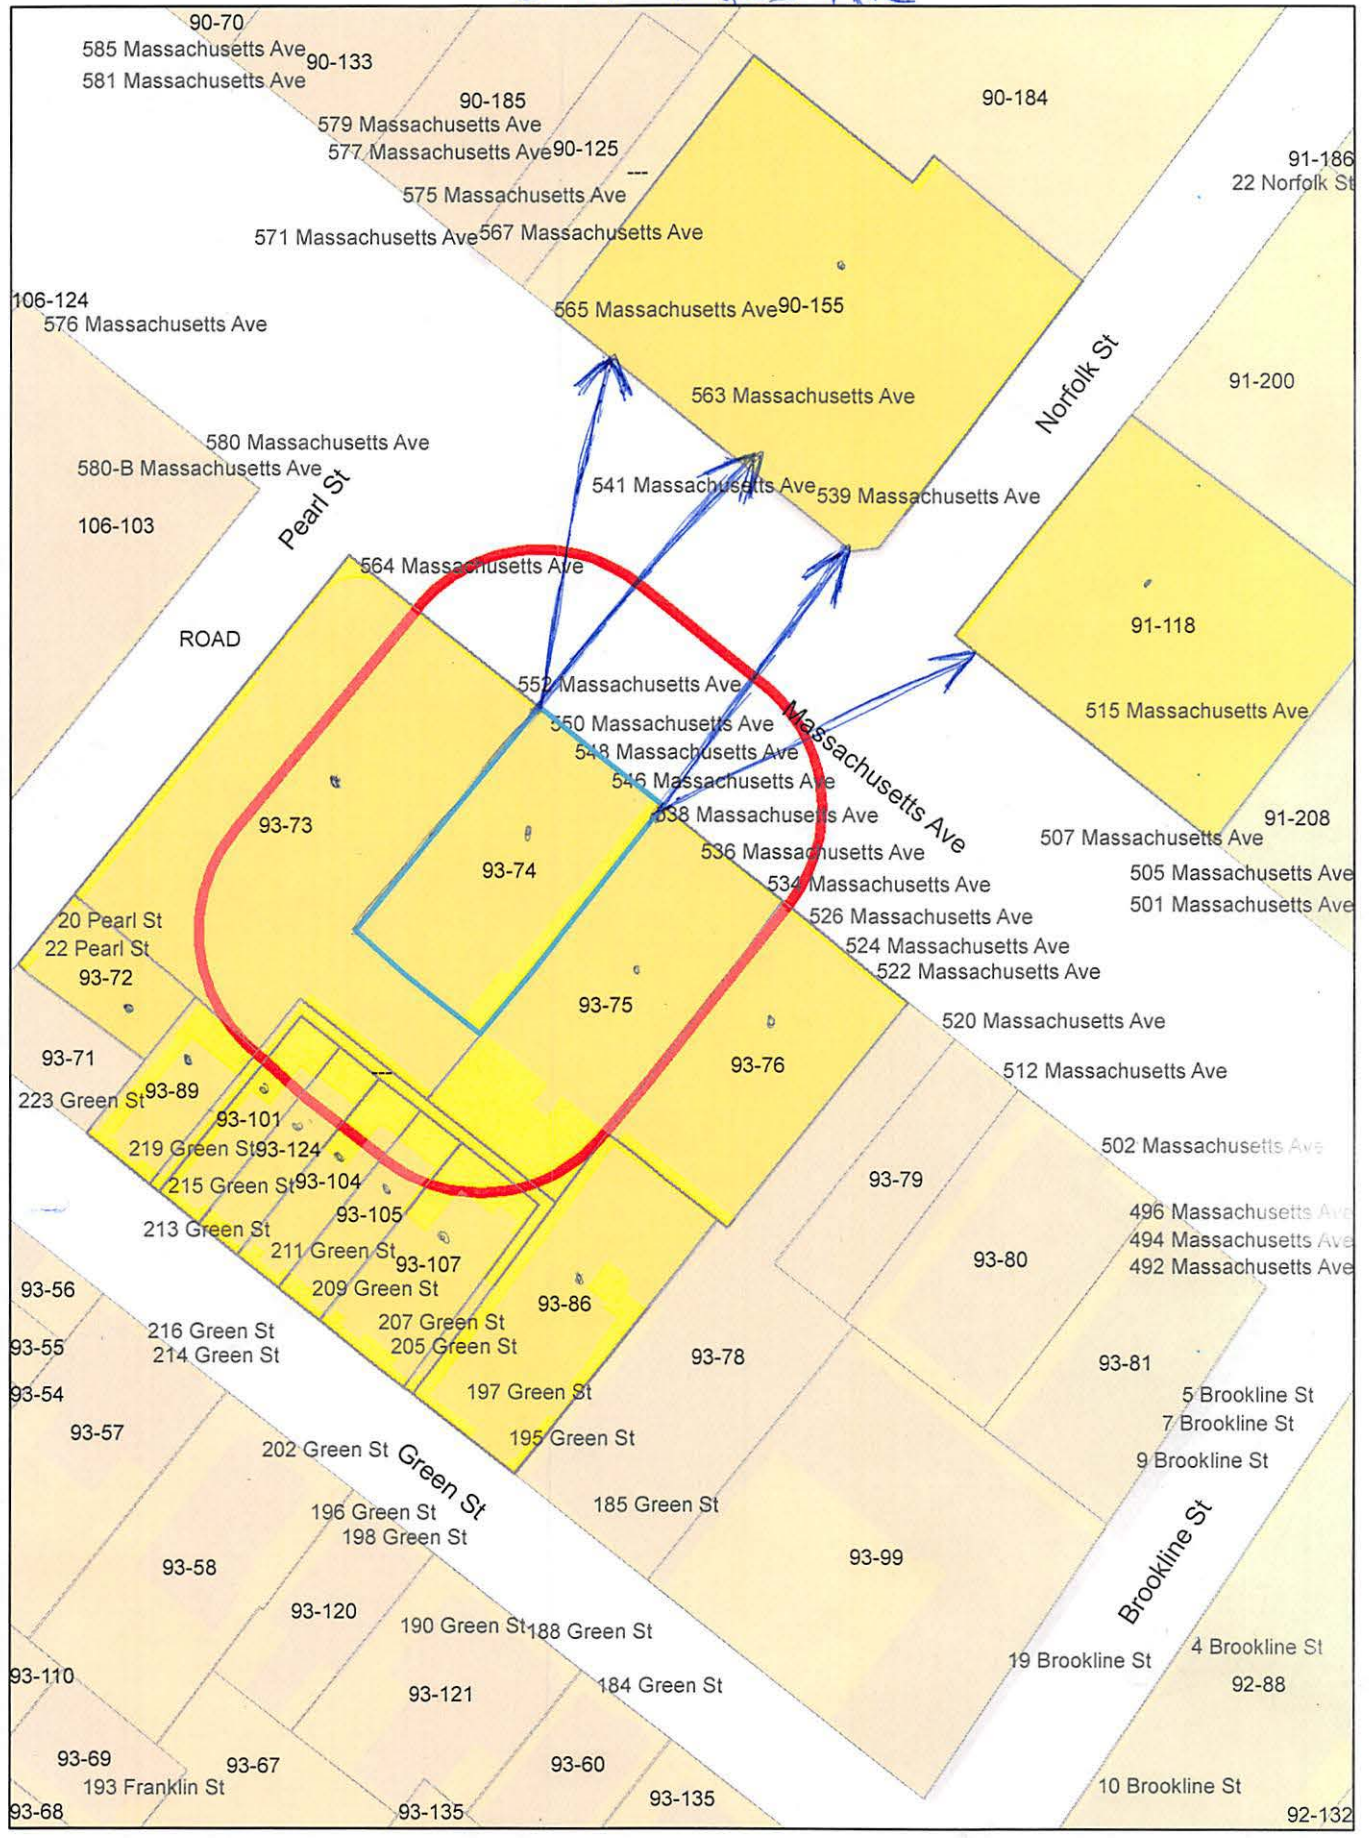 90-70
585 Massachusetts Ave
90-133
581 Massachusetts Ave
90-185
90-184
579 Massachusetts Ave
577 Massachusetts Ave
90-125
---
91-186
22 Norfolk St
575 Massachusetts Ave
571 Massachusetts Ave
567 Massachusetts Ave
106-124
576 Massachusetts Ave
565 Massachusetts Ave
90-155
Norfolk St
91-200
563 Massachusetts Ave
580 Massachusetts Ave
580-B Massachusetts Ave
Pearl St
541 Massachusetts Ave
539 Massachusetts Ave
106-103
564 Massachusetts Ave
ROAD
91-118
552 Massachusetts Ave
550 Massachusetts Ave
515 Massachusetts Ave
548 Massachusetts Ave
Massachusetts Ave
546 Massachusetts Ave
538 Massachusetts Ave
93-73
91-208
507 Massachusetts Ave
536 Massachusetts Ave
93-74
505 Massachusetts Ave
534 Massachusetts Ave
501 Massachusetts Ave
20 Pearl St
526 Massachusetts Ave
22 Pearl St
524 Massachusetts Ave
93-72
522 Massachusetts Ave
93-75
520 Massachusetts Ave
93-71
93-76
---
512 Massachusetts Ave
93-89
223 Green St
93-101
219 Green St
93-124
502 Massachusetts Ave
215 Green St
93-104
93-79
93-105
496 Massachusetts Ave
213 Green St
494 Massachusetts Ave
211 Green St
93-107
93-80
492 Massachusetts Ave
93-56
209 Green St
93-86
207 Green St
216 Green St
93-55
205 Green St
214 Green St
93-78
93-81
93-54
197 Green St
5 Brookline St
93-57
7 Brookline St
195 Green St
202 Green St
Green St
9 Brookline St
185 Green St
196 Green St
198 Green St
93-58
93-99
Brookline St
93-120
190 Green St
188 Green St
4 Brookline St
19 Brookline St
93-110
184 Green St
92-88
93-121
93-69
93-67
93-60
193 Franklin St
10 Brookline St
93-135
93-68
93-135
92-132